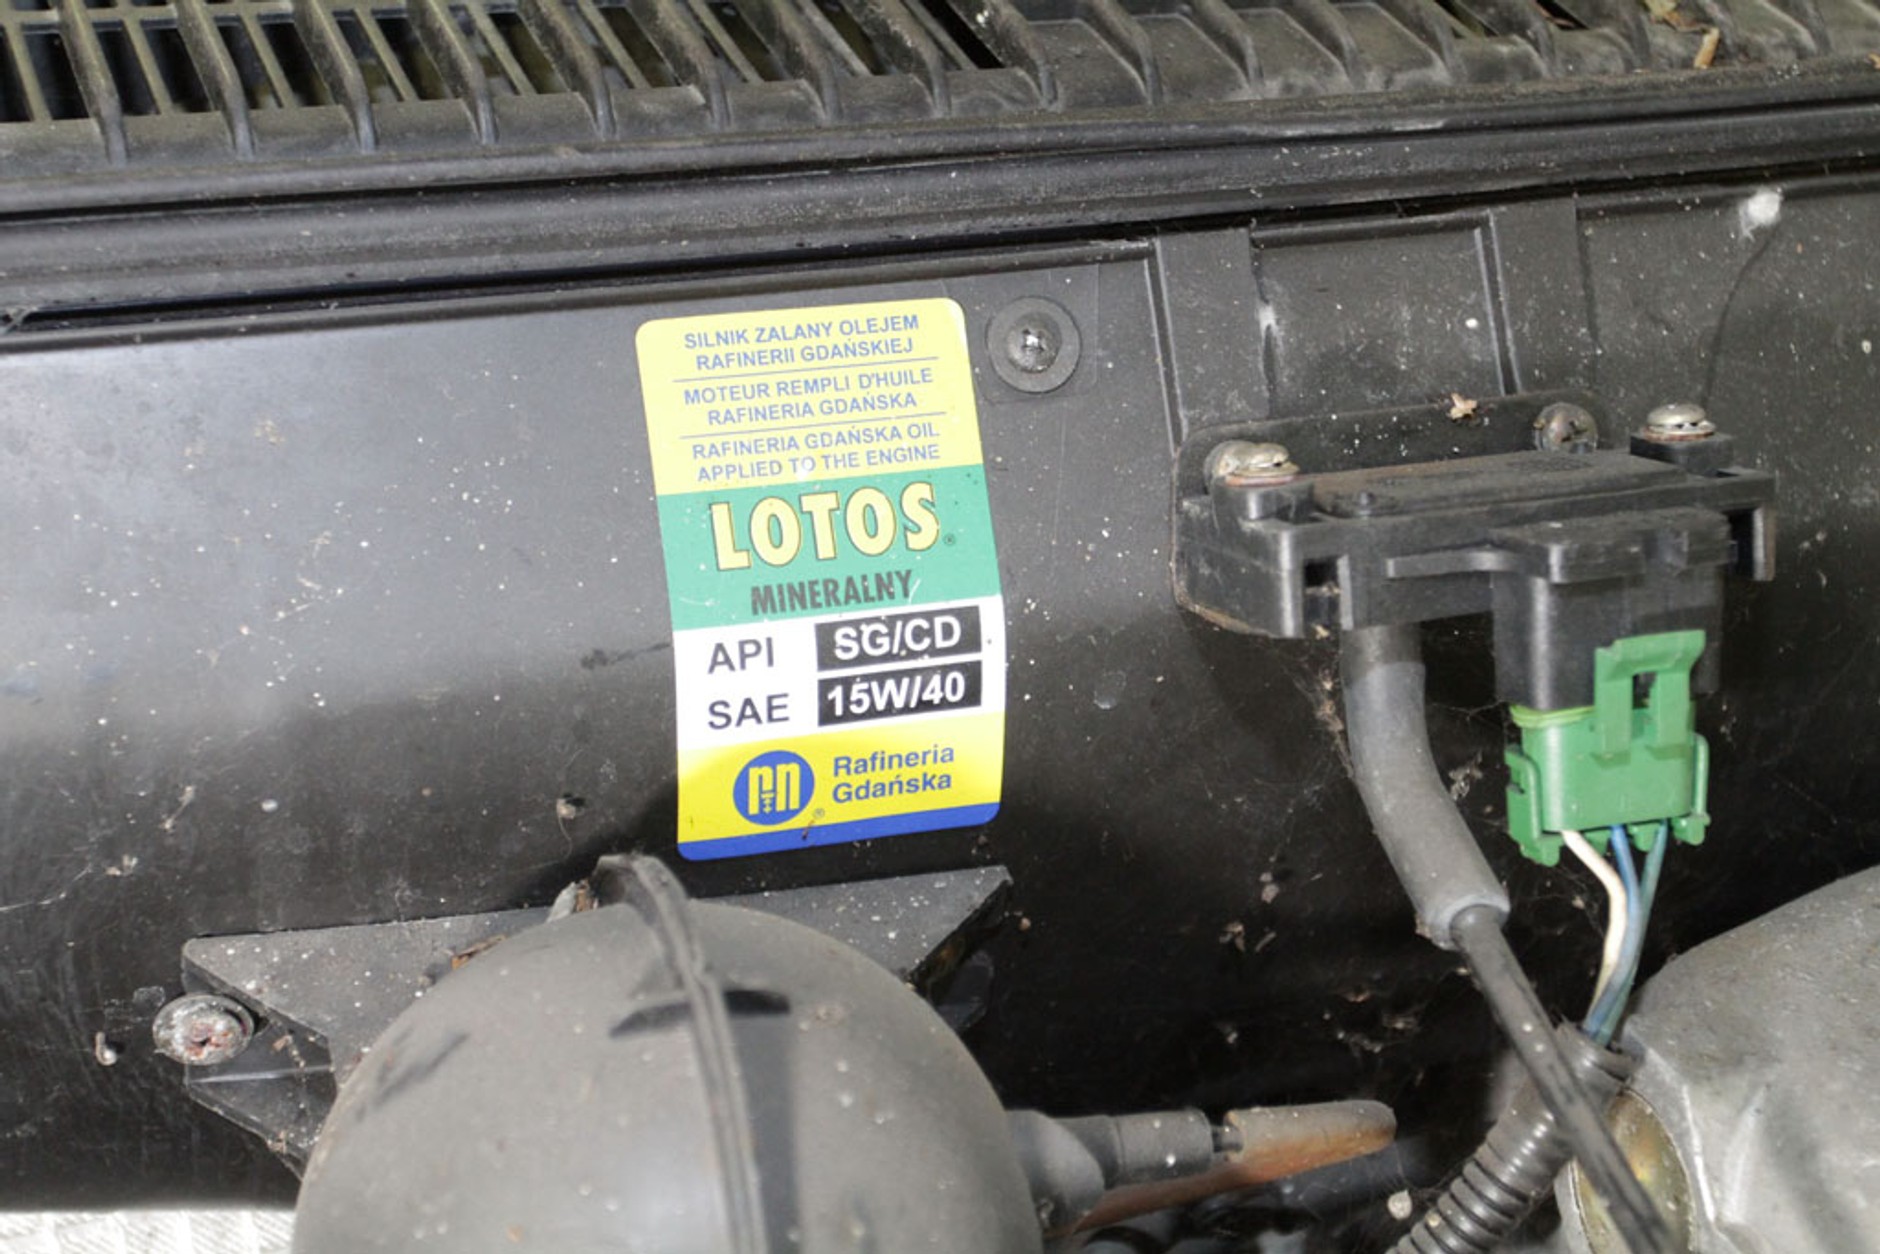 SILNIK ZALANY OLEJEM
RAFINERII GDAŃSKIEJ
MOTEUR REMPLI D'HUILE
RAFINERIA GDAŃSKA
RAFINERIA GDAŃSKA OIL
APPLIED TO THE ENGINE
LOTOS®
MINERALNY
API SG/CD
SAE 15W/40
Rafineria
Gdańska
®